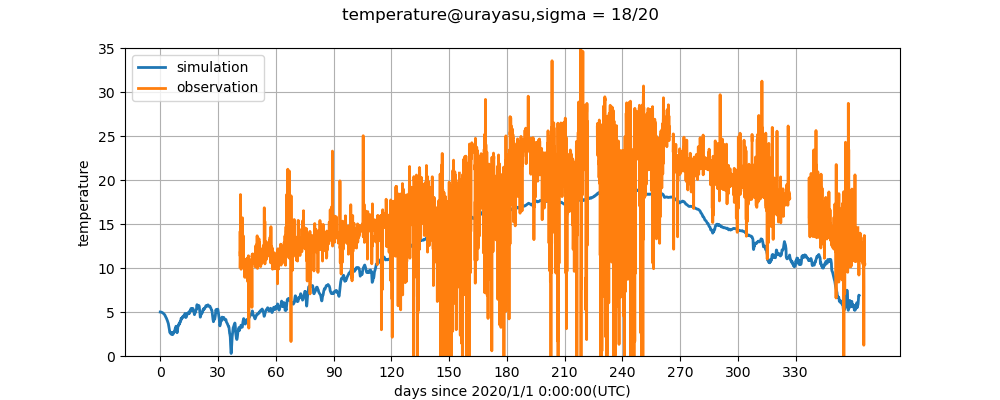 temperature@urayasu,sigma = 18/20
simulation
observation
temperature
35
30
25
20
15
10
5
0
0 30 60 90 120 150 180 210 240 270 300 330
days since 2020/1/1 0:00:00(UTC)